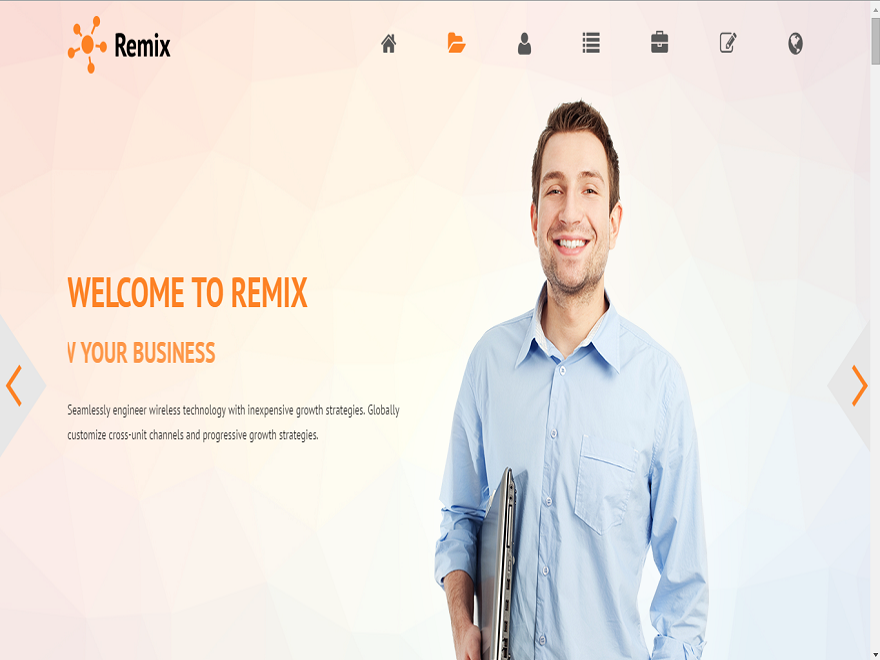 Remix
WELCOME TO REMIX
W YOUR BUSINESS
Seamlessly engineer wireless technology with inexpensive growth strategies. Globally
customize cross-unit channels and progressive growth strategies.